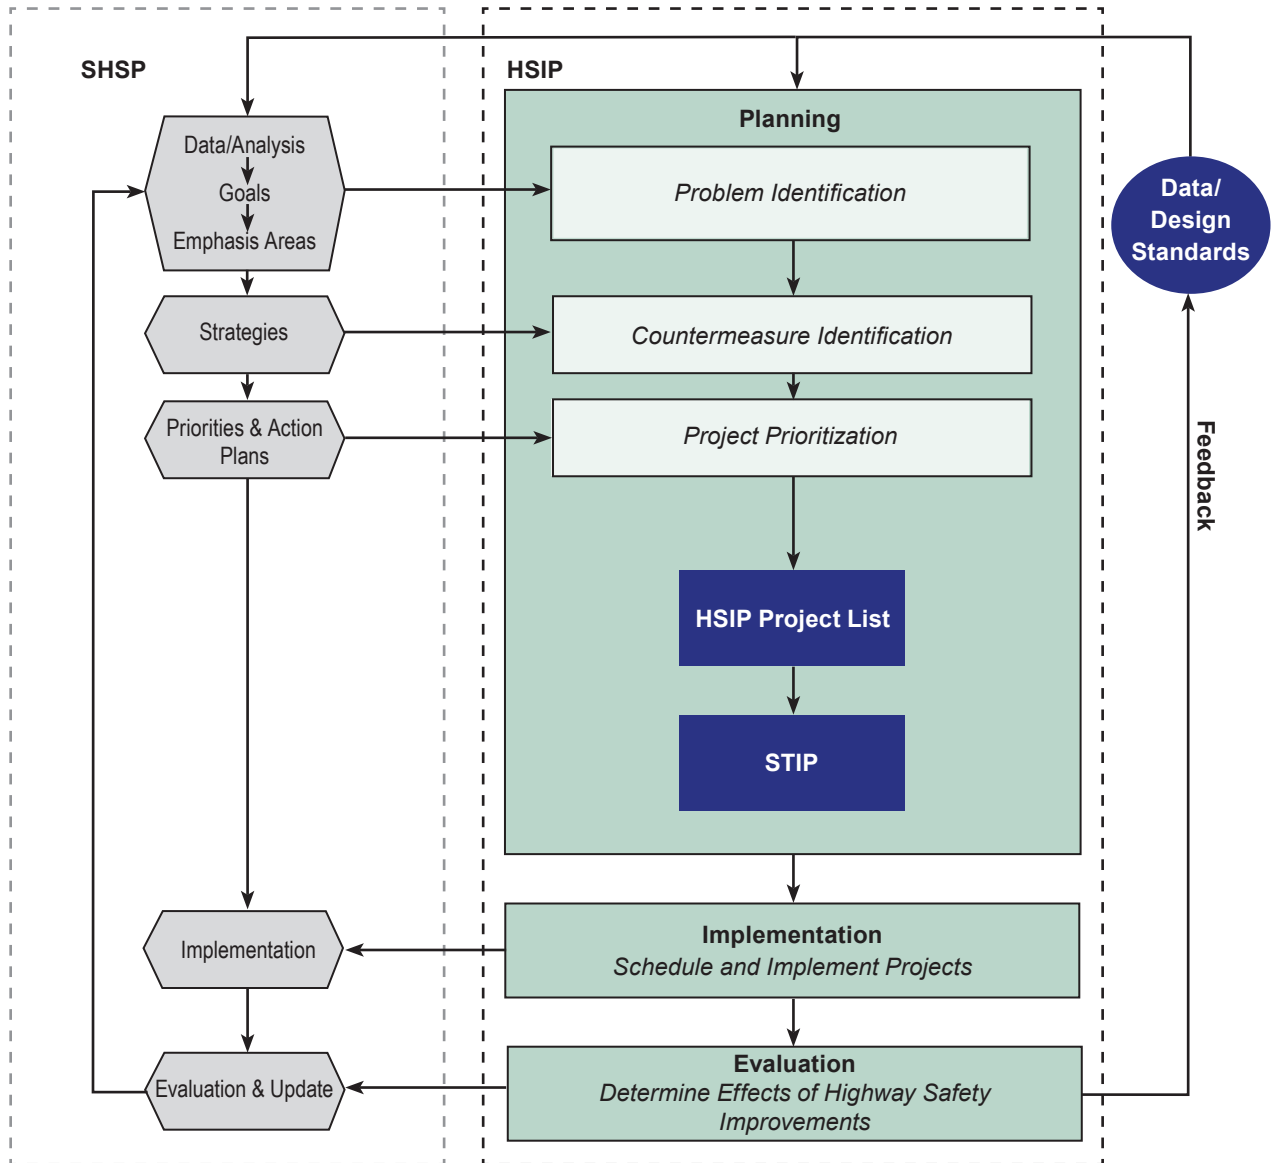 SHSP
Data/Analysis
Goals
Emphasis Areas
Strategies
Priorities & Action
Plans
Implementation
Evaluation & Update
HSIP
Planning
Problem Identification
Countermeasure Identification
Project Prioritization
HSIP Project List
STIP
Implementation
Schedule and Implement Projects
Evaluation
Determine Effects of Highway Safety
Improvements
Data/
Design
Standards
Feedback